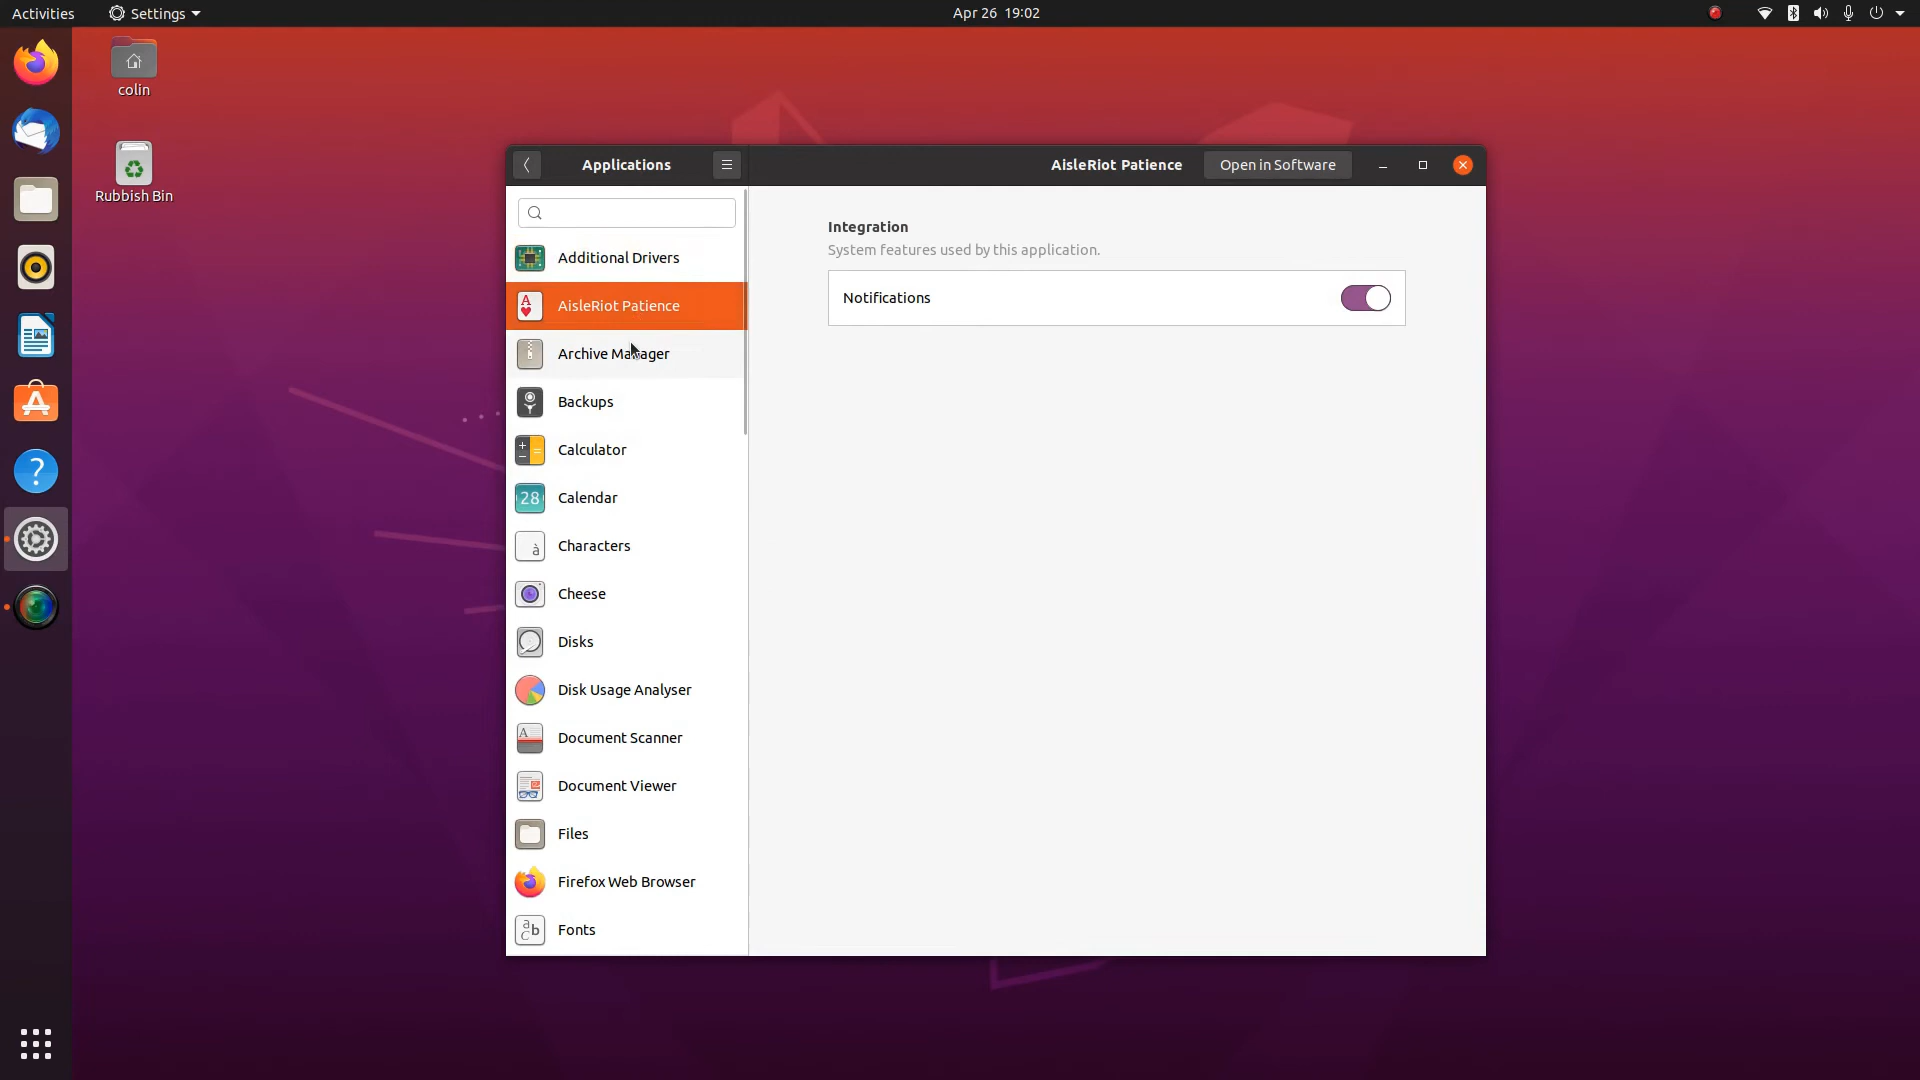 Activities
Settings
Apr 26 19:02
colin
Rubbish Bin
Applications
AisleRiot Patience
Open in Software
Additional Drivers
AisleRiot Patience
Archive Manager
Backups
Calculator
28
Calendar
à
Characters
Cheese
Disks
Disk Usage Analyser
Document Scanner
Document Viewer
Files
Firefox Web Browser
Fonts
Integration
System features used by this application.
Notifications